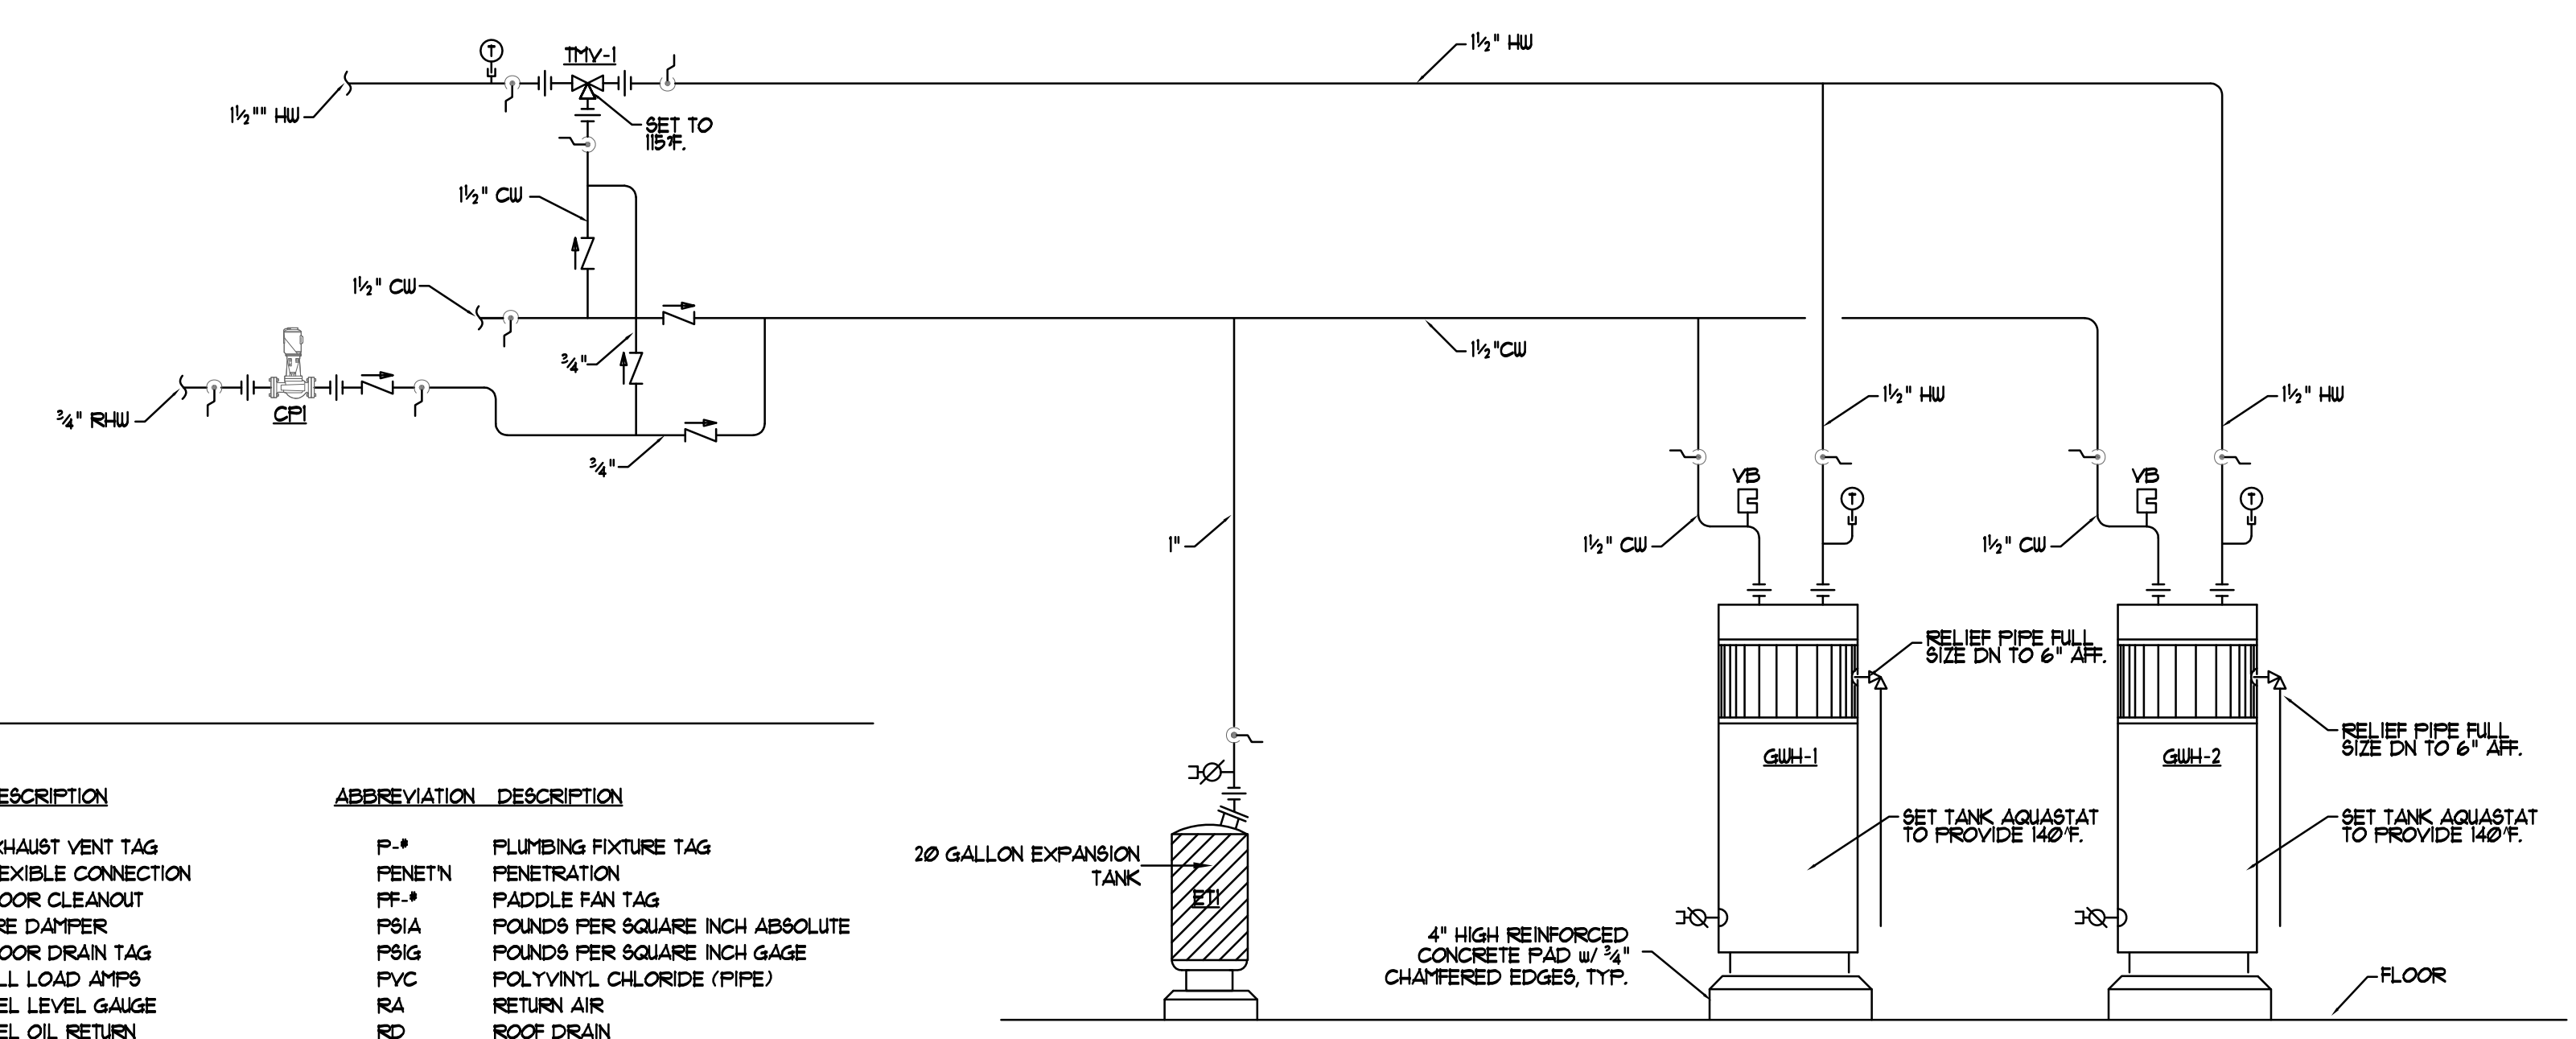 1½" HW
T
TMV-1
1½"" HW
SET TO
115°F.
1½" CW
1½" CW
¾"
1½"CW
¾" RHW
CP1
¾"
1½" HW
1½" HW
VB
T
VB
T
1"
1½" CW
1½" CW
RELIEF PIPE FULL
SIZE DN TO 6" AFF.
RELIEF PIPE FULL
SIZE DN TO 6" AFF.
GWH-1
GWH-2
SET TANK AQUASTAT
TO PROVIDE 140°F.
SET TANK AQUASTAT
TO PROVIDE 140°F.
20 GALLON EXPANSION
TANK
ET1
4" HIGH REINFORCED
CONCRETE PAD w/ ¾"
CHAMFERED EDGES, TYP.
FLOOR
ESCRIPTION ABBREVIATION DESCRIPTION
XHAUST VENT TAG P-# PLUMBING FIXTURE TAG
EXIBLE CONNECTION PENET'N PENETRATION
OOR CLEANOUT PF-# PADDLE FAN TAG
RE DAMPER PSIA POUNDS PER SQUARE INCH ABSOLUTE
OOR DRAIN TAG PSIG POUNDS PER SQUARE INCH GAGE
LL LOAD AMPS PVC POLYVINYL CHLORIDE (PIPE)
EL LEVEL GAUGE RA RETURN AIR
EL OIL RETURN RD ROOF DRAIN